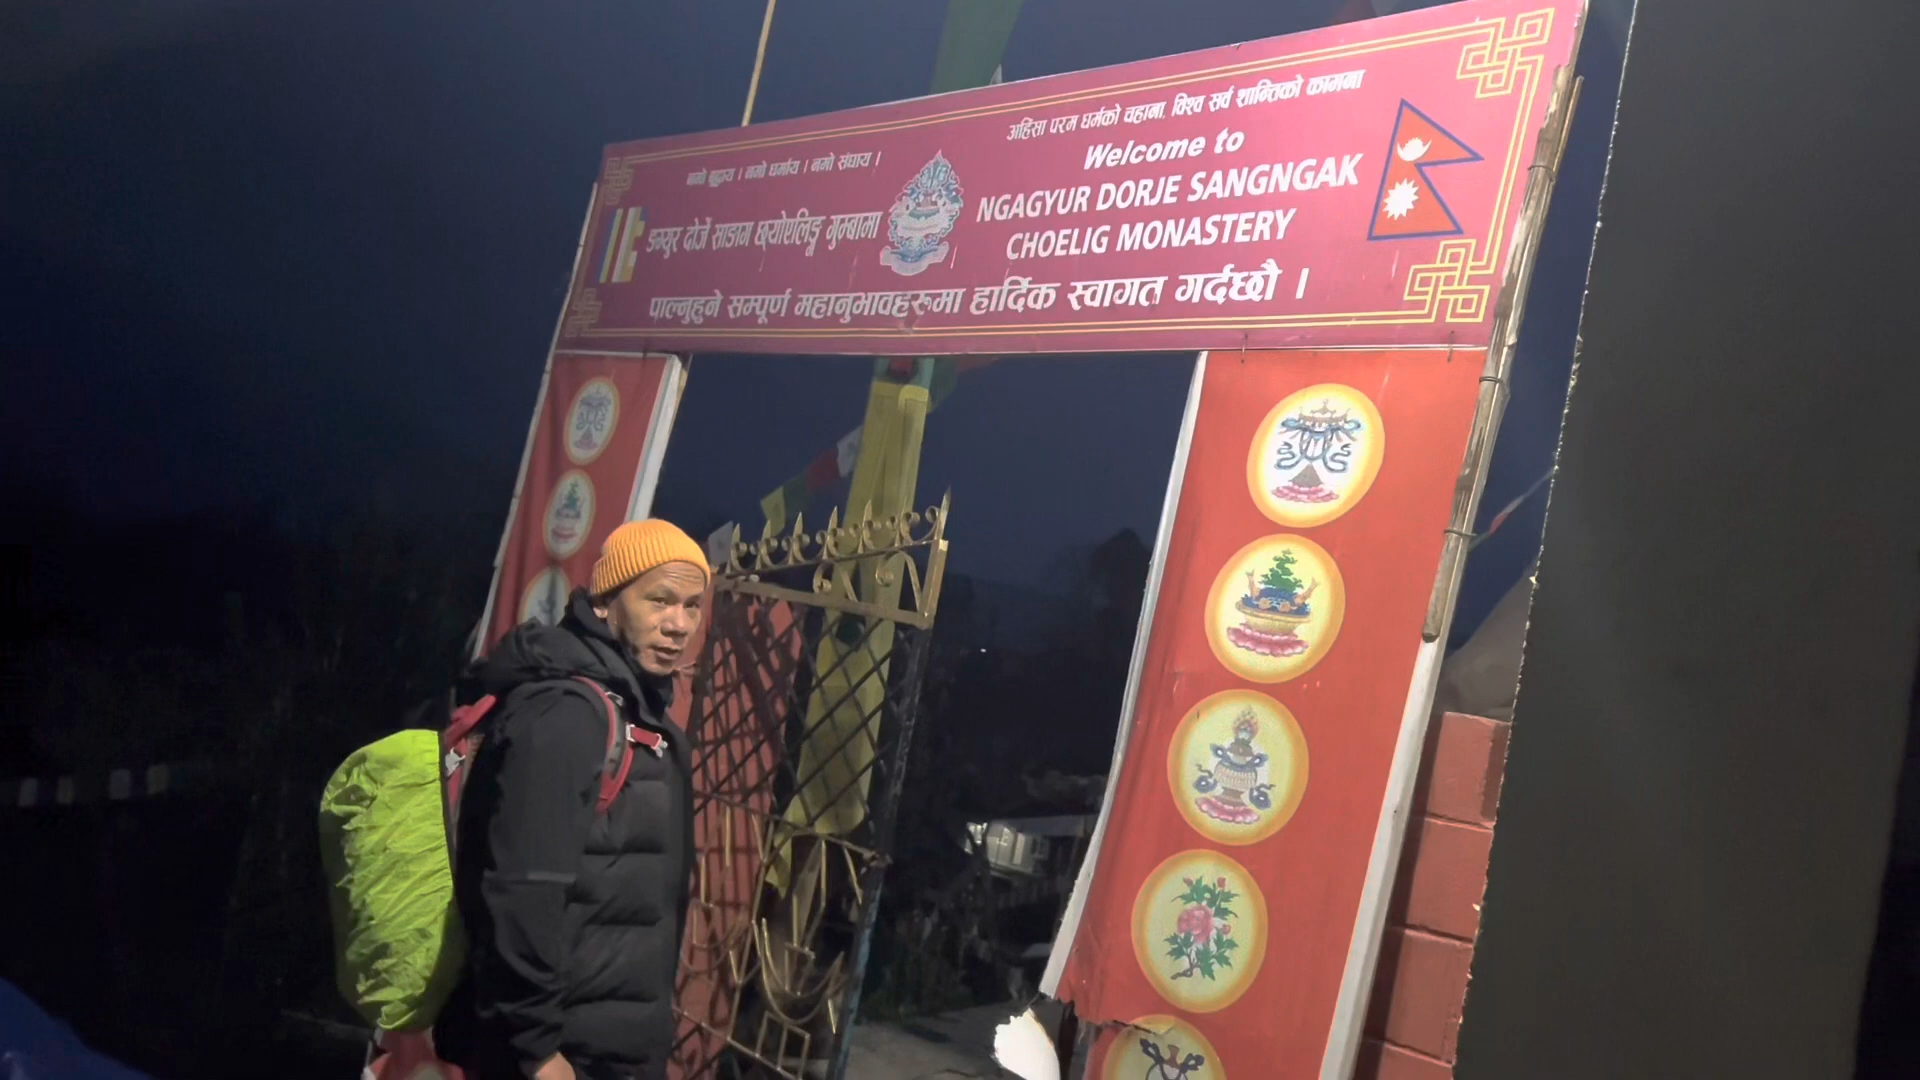 नमो बुद्धाय । नमो धर्माय । नमो संघाय ।
ङग्युर दोर्जे साङाग छ्योएलिङ्ग गुम्बामा
अहिंसा परम धर्मको चहाना, विश्व सर्व शान्तिको कामना
Welcome to
NGAGYUR DORJE SANGNGAK
CHOELIG MONASTERY
पाल्नुहुने सम्पूर्ण महानुभावहरूमा हार्दिक स्वागत गर्दछौ ।